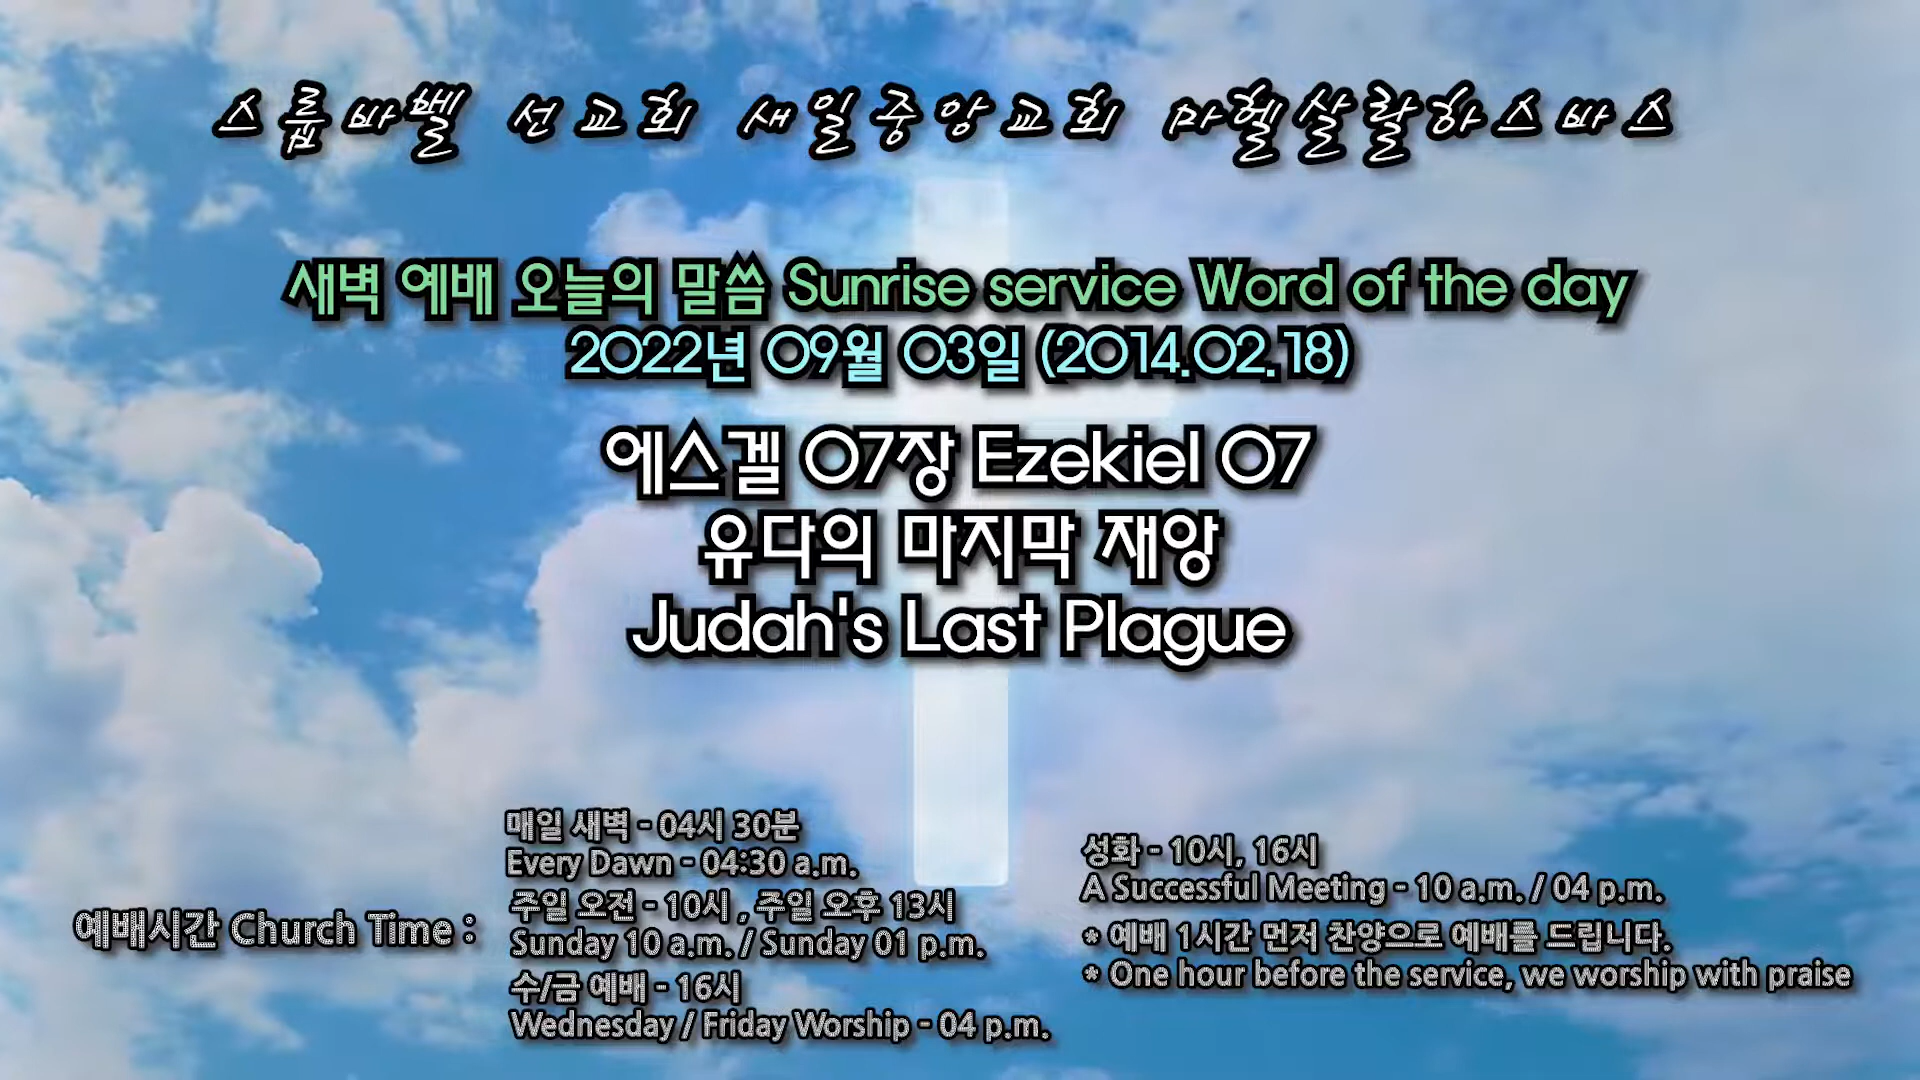 스룹바벨 선교회 새일중앙교회 마헬살랄하스바스
새벽 예배 오늘의 말씀 Sunrise service Word of the day
2022년 09월 03일 (2014.02.18)
에스겔 07장 Ezekiel 07
유다의 마지막 재앙
Judah's Last Plague
예배시간 Church Time :
매일 새벽 - 04시 30분
Every Dawn - 04:30 a.m.
주일 오전 - 10시 , 주일 오후 13시
Sunday 10 a.m. / Sunday 01 p.m.
수/금 예배 - 16시
Wednesday / Friday Worship - 04 p.m.
성화 - 10시, 16시
A Successful Meeting - 10 a.m. / 04 p.m.
* 예배 1시간 먼저 찬양으로 예배를 드립니다.
* One hour before the service, we worship with praise